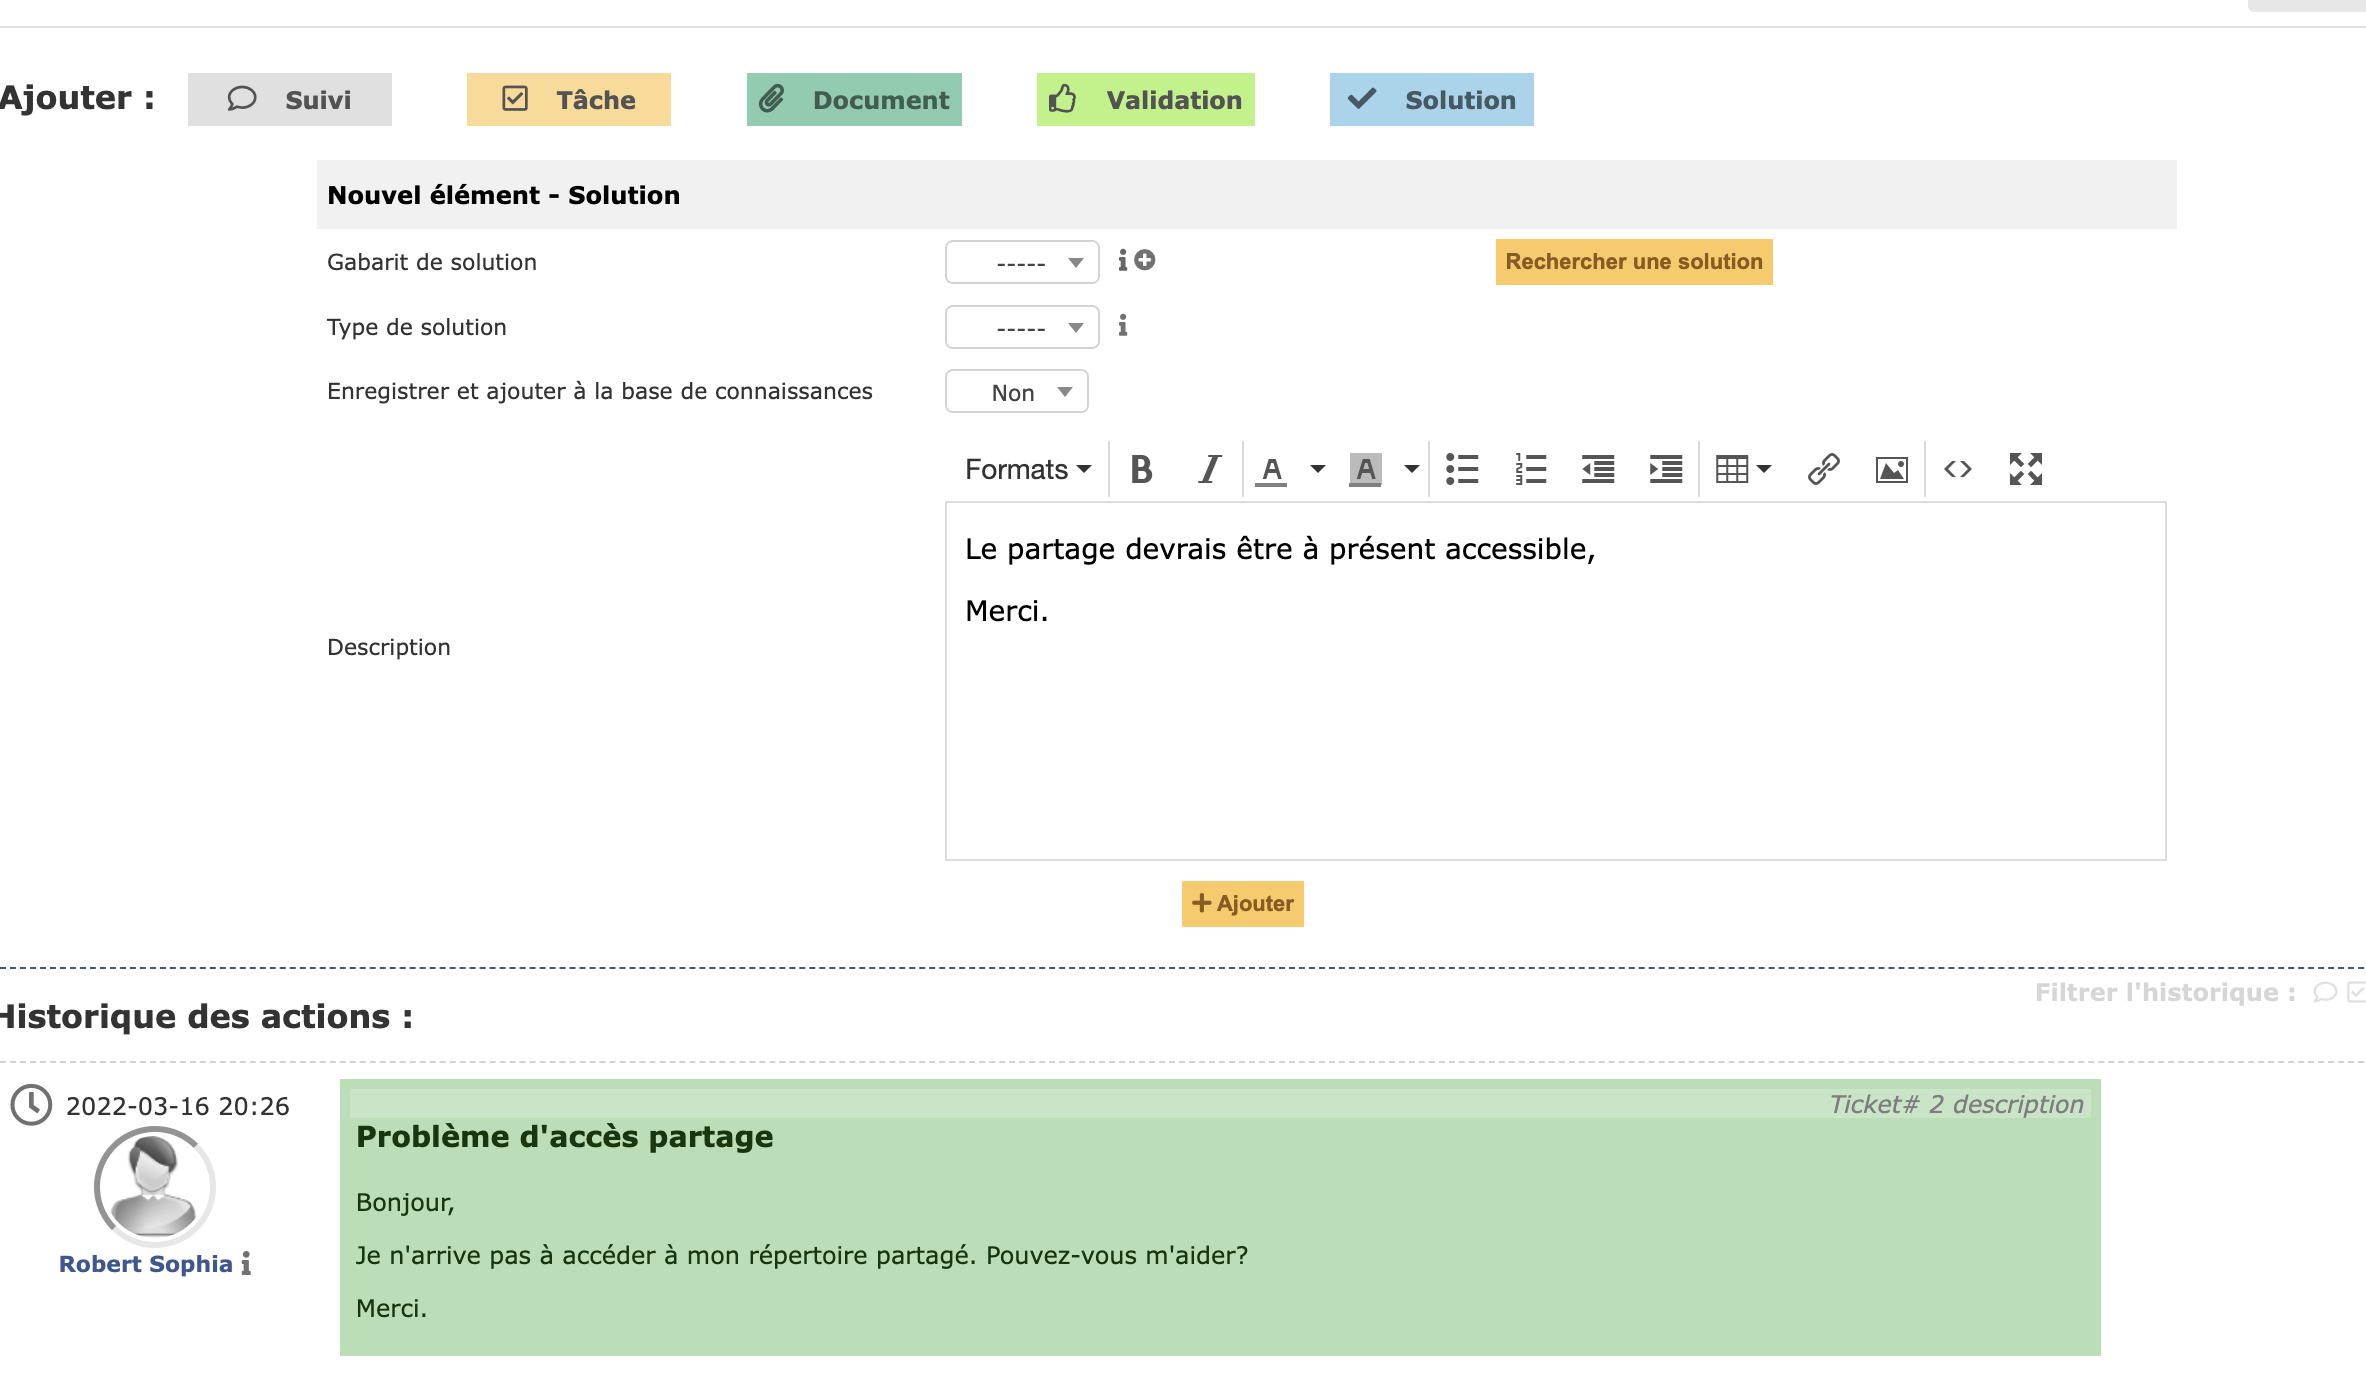 Ajouter :
Suivi
Tâche
Document
Validation
Solution
Nouvel élément - Solution
Gabarit de solution
-----
Rechercher une solution
Type de solution
-----
Enregistrer et ajouter à la base de connaissances
Non
Formats
Description
Le partage devrais être à présent accessible,
Merci.
Ajouter
Filtrer l'historique :
Historique des actions :
2022-03-16 20:26
Ticket# 2 description
Problème d'accès partage
Bonjour,
Je n'arrive pas à accéder à mon répertoire partagé. Pouvez-vous m'aider?
Merci.
Robert Sophia